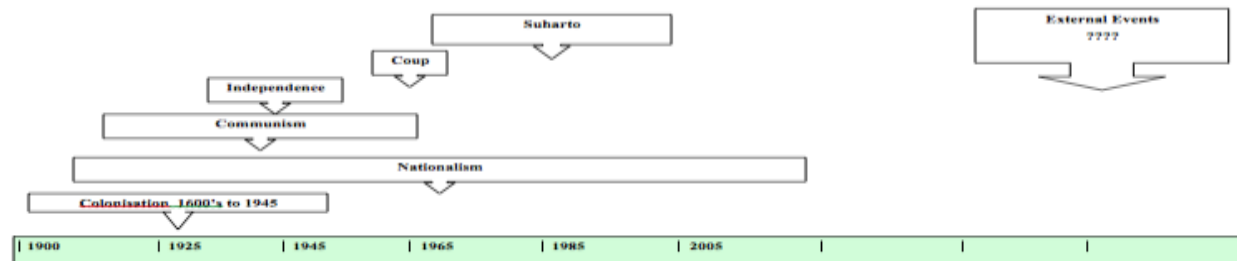 Suharto
External Events
????
Coup
Independence
Communism
Nationalism
Colonisation 1600's to 1945
| 1900 | 1925 | 1945 | 1965 | 1985 | 2005 | | |